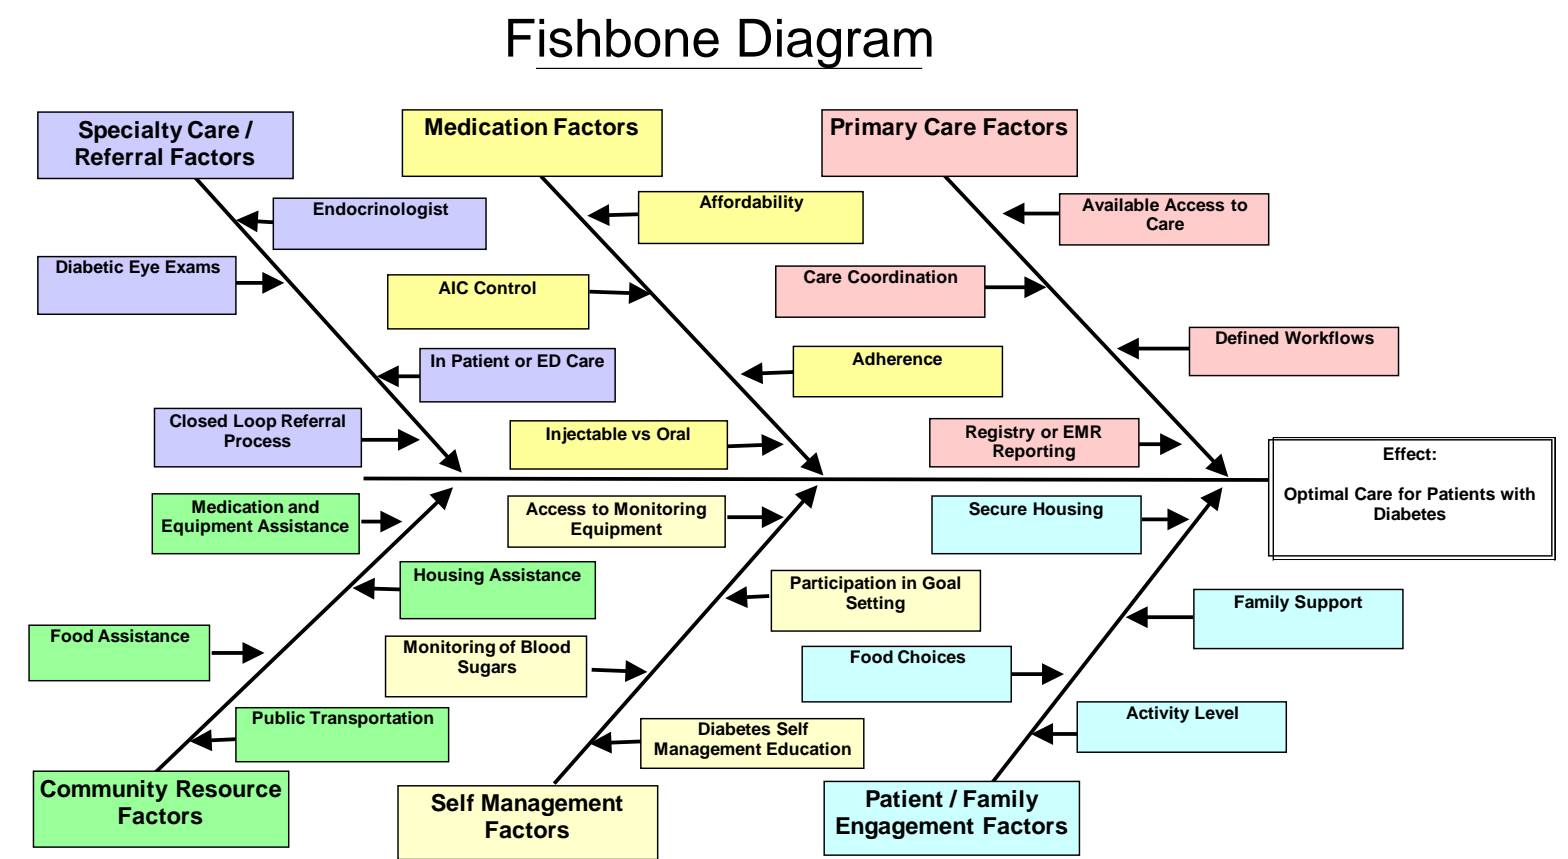 Fishbone Diagram
Specialty Care /
Referral Factors
Medication Factors
Primary Care Factors
Endocrinologist
Affordability
Available Access to
Care
Diabetic Eye Exams
AIC Control
Care Coordination
In Patient or ED Care
Adherence
Defined Workflows
Closed Loop Referral
Process
Injectable vs Oral
Registry or EMR
Reporting
Effect:
Optimal Care for Patients with
Diabetes
Medication and
Equipment Assistance
Access to Monitoring
Equipment
Secure Housing
Housing Assistance
Participation in Goal
Setting
Family Support
Food Assistance
Monitoring of Blood
Sugars
Food Choices
Public Transportation
Diabetes Self
Management Education
Activity Level
Community Resource
Factors
Self Management
Factors
Patient / Family
Engagement Factors